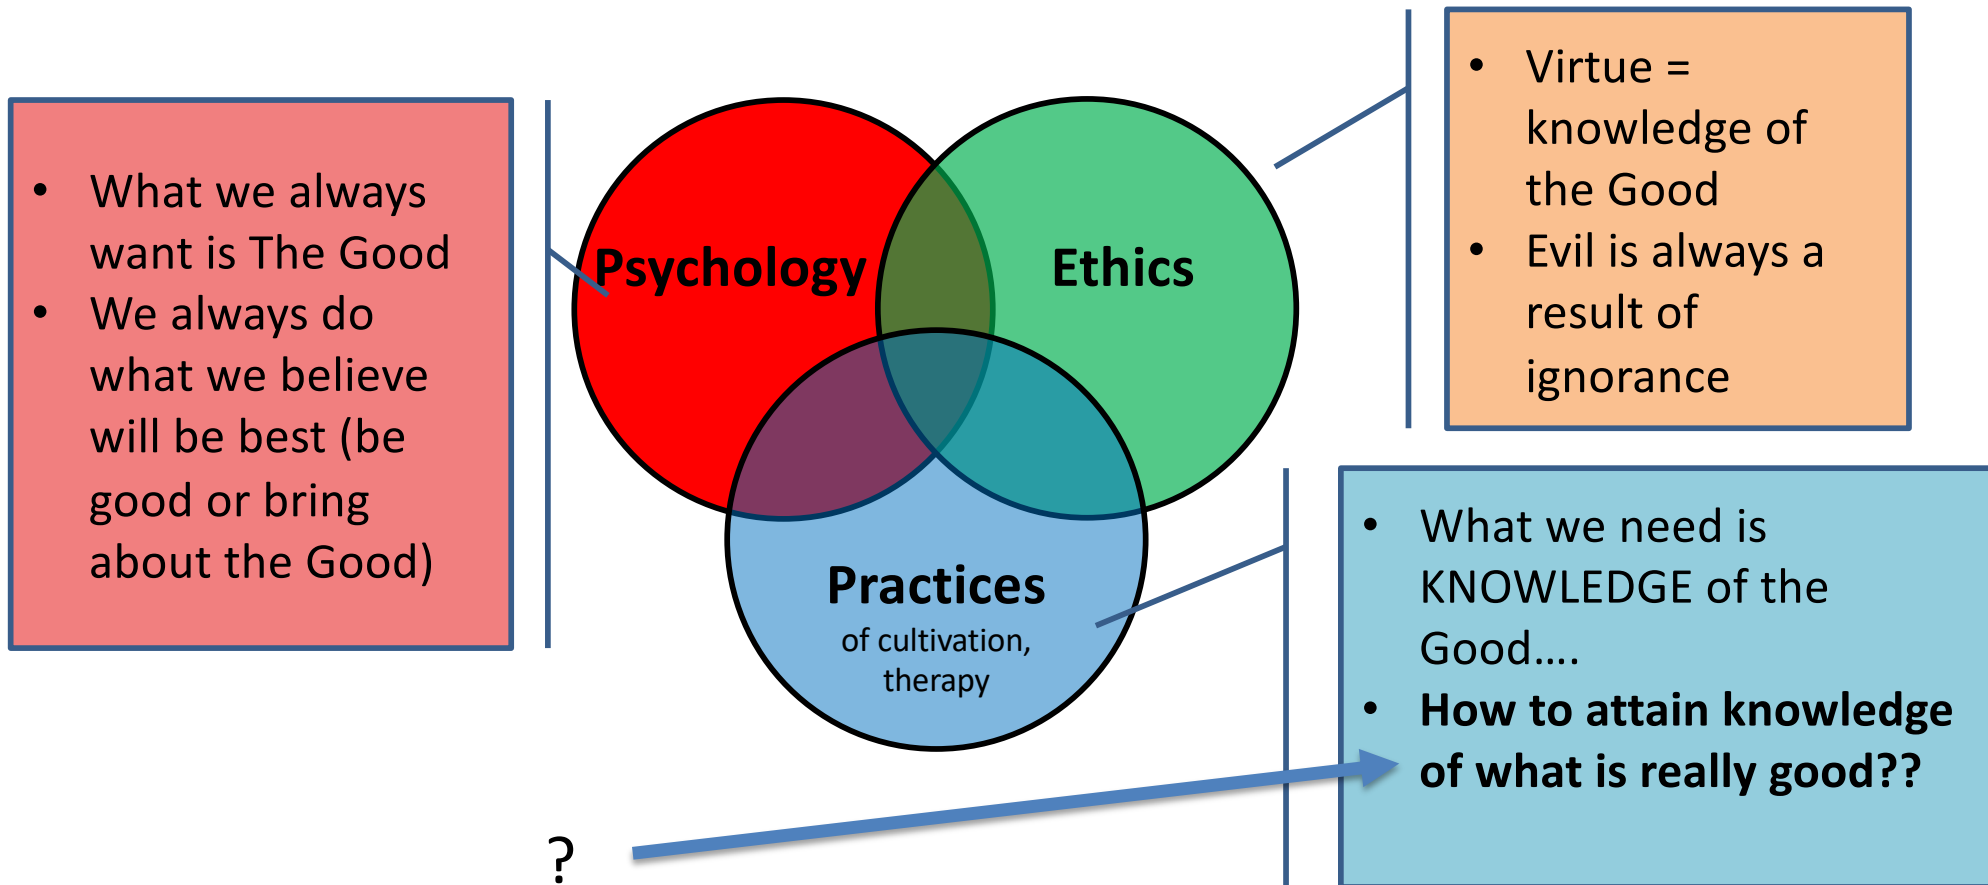 • What we always
want is The Good
• We always do
what we believe
will be best (be
good or bring
about the Good)
Psychology
Ethics
• Virtue =
knowledge of
the Good
• Evil is always a
result of
ignorance
Practices
of cultivation,
therapy
• What we need is
KNOWLEDGE of the
Good....
• How to attain knowledge
of what is really good??
?